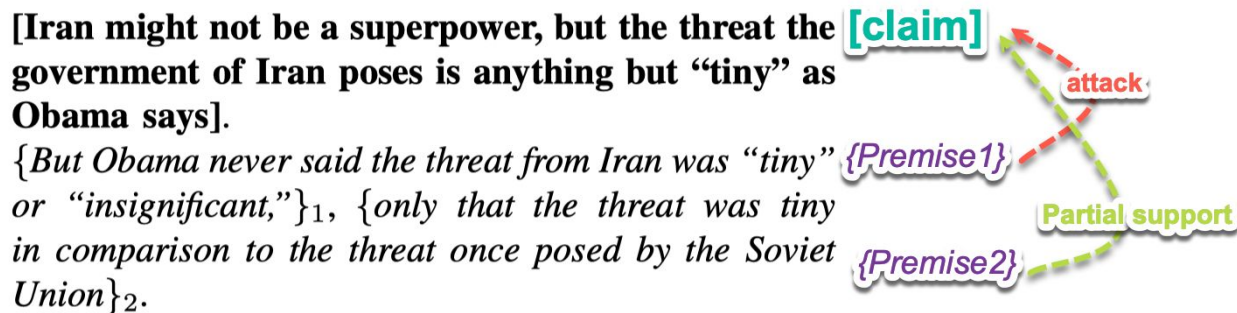 [Iran might not be a superpower, but the threat the [claim]
government of Iran poses is anything but “tiny” as
attack
Obama says].
{But Obama never said the threat from Iran was “tiny” {Premise1}
or “insignificant,”}₁, {only that the threat was tiny
Partial support
in comparison to the threat once posed by the Soviet {Premise2}
Union}₂.